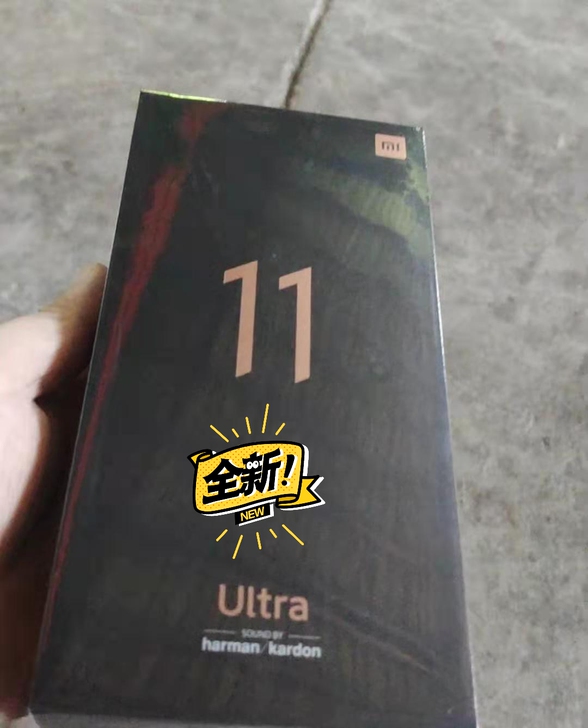 mi
11
全新!
NEW
Ultra
SOUND BY
harman/kardon